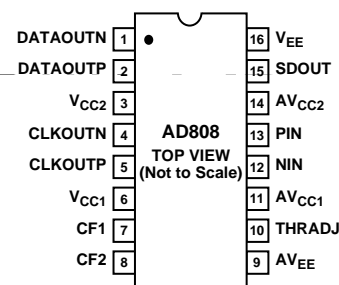 DATAOUTN 1
DATAOUTP 2
VCC2 3
CLKOUTN 4
CLKOUTP 5
VCC1 6
CF1 7
CF2 8
AD808
TOP VIEW
(Not to Scale)
16 VEE
15 SDOUT
14 AVCC2
13 PIN
12 NIN
11 AVCC1
10 THRADJ
9 AVEE